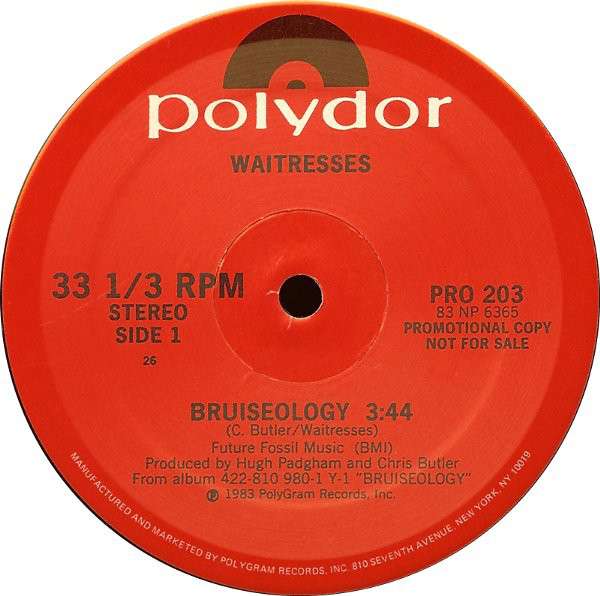 polydor
WAITRESSES
33 1/3 RPM
STEREO
SIDE 1
26
PRO 203
83 NP 6365
PROMOTIONAL COPY
NOT FOR SALE
BRUISEOLOGY 3:44
(C. Butler/Waitresses)
Future Fossil Music (BMI)
Produced by Hugh Padgham and Chris Butler
From album 422-810 980-1 Y-1 "BRUISEOLOGY"
℗ 1983 PolyGram Records, Inc.
MANUFACTURED AND MARKETED BY POLYGRAM RECORDS, INC. 810 SEVENTH AVENUE, NEW YORK, NY 10019